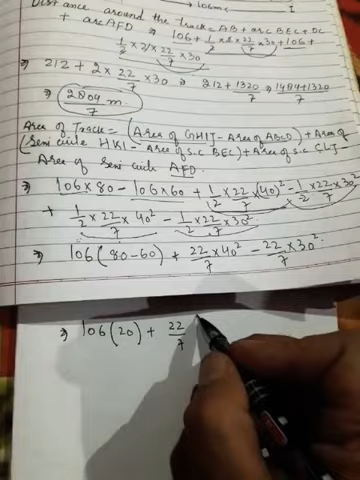 106m I
Distance around the track = AB + arc BEC + DC
+ arc AFD
106 + 1/2 × 2 × 22/7 × 30 + 106 +
1/2 × 2 × 22/7 × 30
⇒ 212 + 2 × 22/7 × 30 ⇒ 212 + 1320/7 ⇒ 1484+1320/7
⇒ 2804/7 m
Area of Track = (Area of GHIJ - Area of ABCD) + Area of
(Semi circle HKI - Area of S.C BEC) + Area of S.C GLJ -
Area of Semi circle AFD.
⇒ 106 × 80 - 106 × 60 + 1/2 × 22/7 × (40)² - 1/2 × 22/7 × 30²
+ 1/2 × 22/7 × 40² - 1/2 × 22/7 × 30²
⇒ 106 (80 - 60) + 22/7 × 40² - 22/7 × 30²
⇒ 106 (20) + 22/7